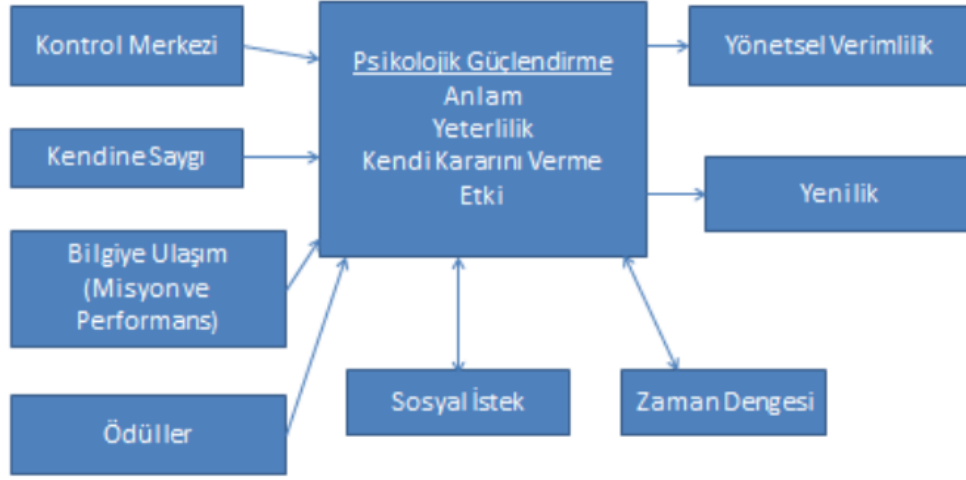 Kontrol Merkezi
Kendine Saygı
Bilgiye Ulaşım
(Misyon ve
Performans)
Ödüller
Psikolojik Güçlendirme
Anlam
Yeterlilik
Kendi Kararını Verme
Etki
Sosyal İstek
Zaman Dengesi
Yönetsel Verimlilik
Yenilik